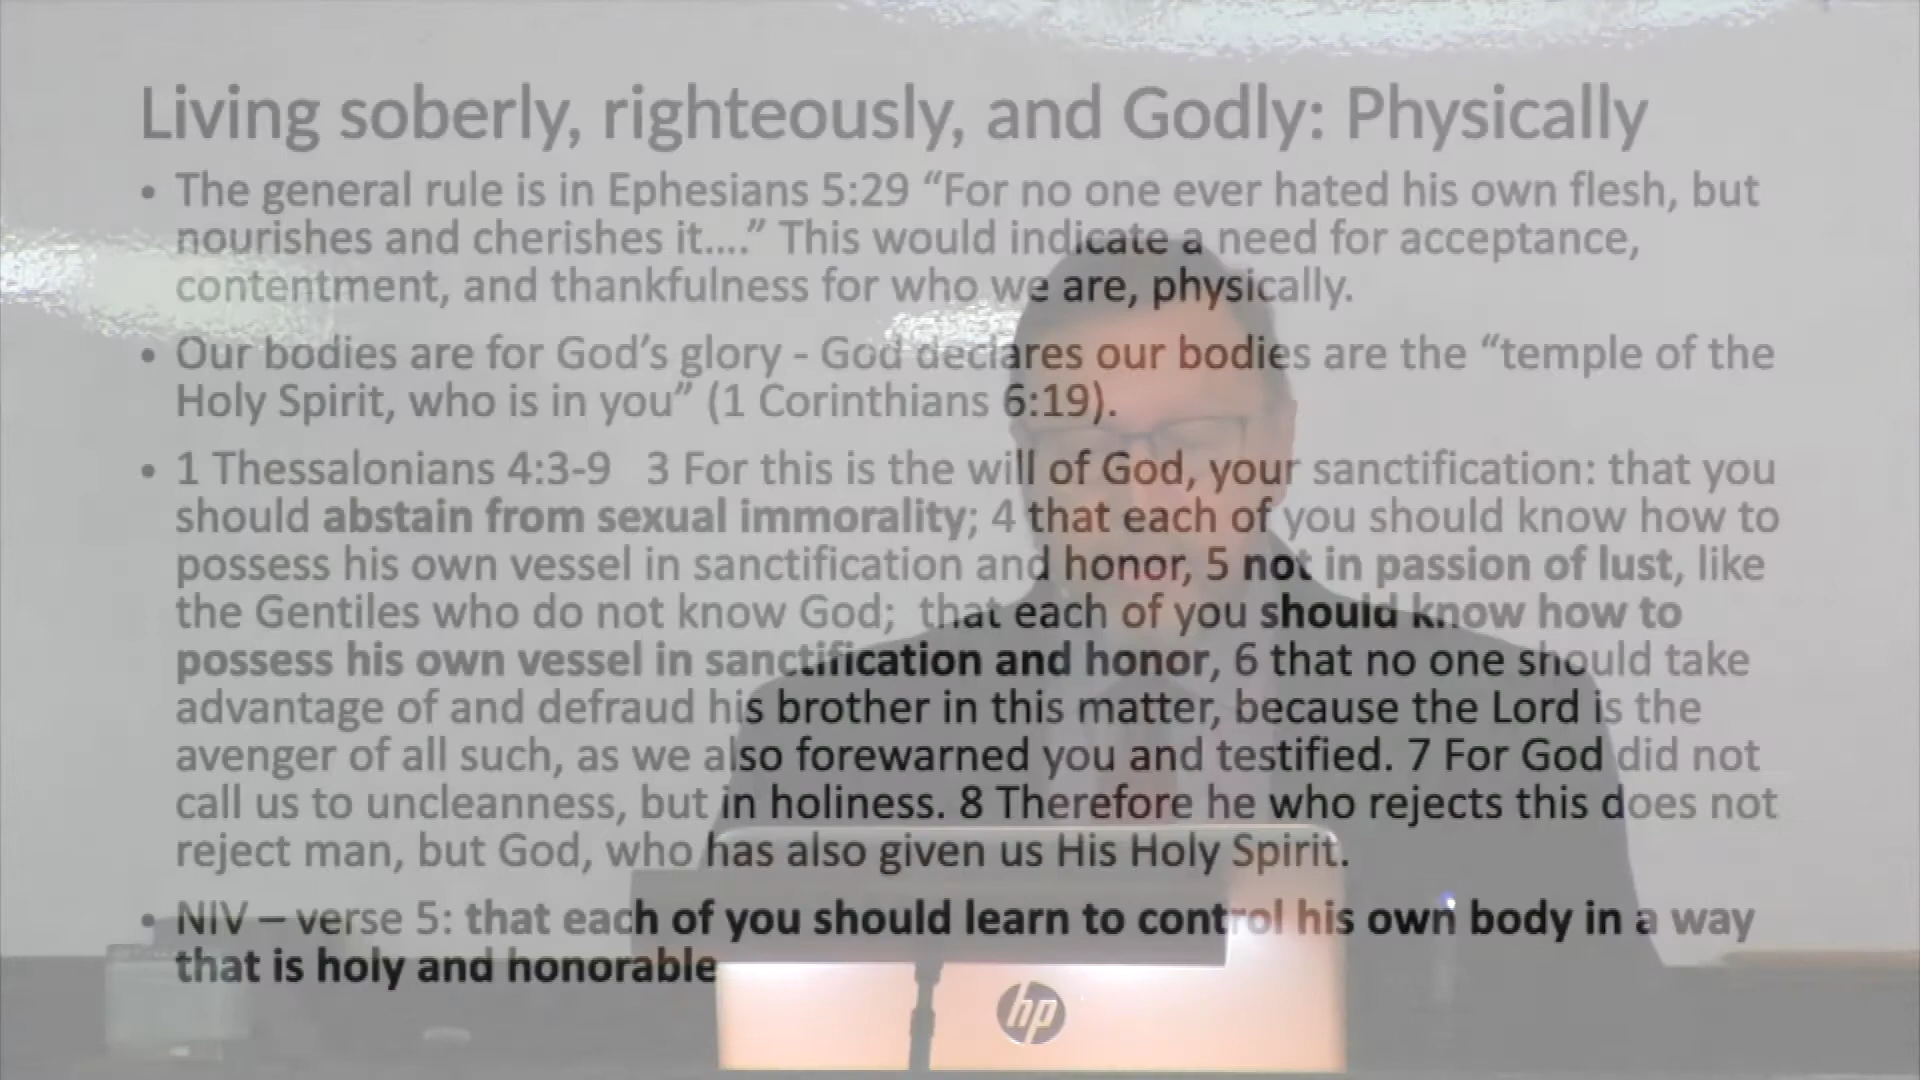 Living soberly, righteously, and Godly: Physically
• The general rule is in Ephesians 5:29 “For no one ever hated his own flesh, but
nourishes and cherishes it....” This would indicate a need for acceptance,
contentment, and thankfulness for who we are, physically.
• Our bodies are for God’s glory - God declares our bodies are the “temple of the
Holy Spirit, who is in you” (1 Corinthians 6:19).
• 1 Thessalonians 4:3-9 3 For this is the will of God, your sanctification: that you
should abstain from sexual immorality; 4 that each of you should know how to
possess his own vessel in sanctification and honor, 5 not in passion of lust, like
the Gentiles who do not know God; that each of you should know how to
possess his own vessel in sanctification and honor, 6 that no one should take
advantage of and defraud his brother in this matter, because the Lord is the
avenger of all such, as we also forewarned you and testified. 7 For God did not
call us to uncleanness, but in holiness. 8 Therefore he who rejects this does not
reject man, but God, who has also given us His Holy Spirit.
• NIV – verse 5: that each of you should learn to control his own body in a way
that is holy and honorable
hp